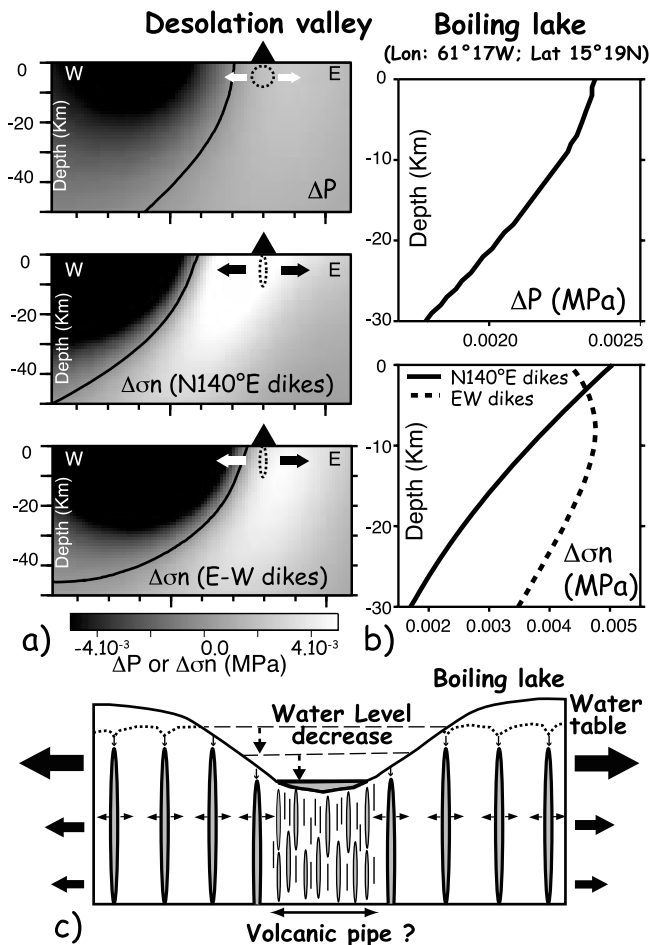 Desolation valley
Boiling lake
(Lon: 61°17W; Lat 15°19N)
0
-20
-40
Depth (Km)
W
E
ΔP
0
-20
-40
Depth (Km)
W
E
Δσn (N140°E dikes)
0
-20
-40
Depth (Km)
W
E
Δσn (E-W dikes)
-4.10-³
0.0
4.10-³
ΔP or Δσn (MPa)
a)
0
-10
-20
-30
Depth (Km)
ΔP (MPa)
0.0020
0.0025
0
-10
-20
-30
Depth (Km)
N140°E dikes
EW dikes
Δσn
(MPa)
0.002
0.003
0.004
0.005
b)
Boiling lake
Water Level
decrease
Water
table
Volcanic pipe ?
c)